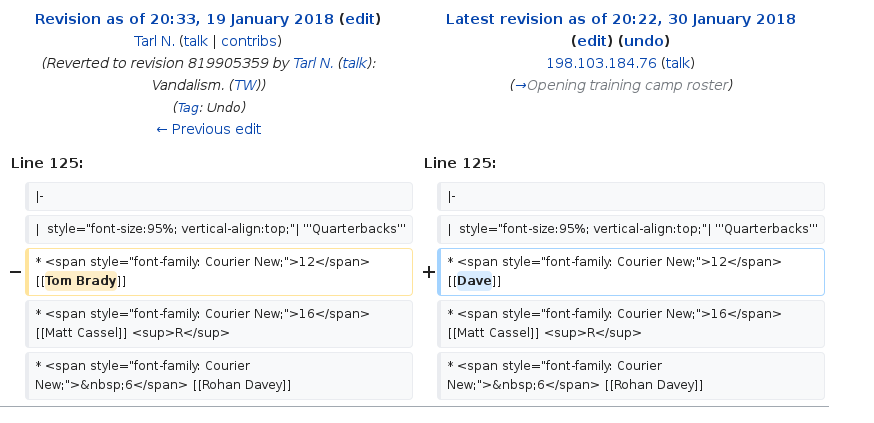 Revision as of 20:33, 19 January 2018 (edit)
Tarl N. (talk | contribs)
(Reverted to revision 819905359 by Tarl N. (talk):
Vandalism. (TW))
(Tag: Undo)
← Previous edit
Latest revision as of 20:22, 30 January 2018
(edit) (undo)
198.103.184.76 (talk)
(→Opening training camp roster)
Line 125:
Line 125:
|-
|-
| style="font-size:95%; vertical-align:top;"| '''Quarterbacks'''
| style="font-size:95%; vertical-align:top;"| '''Quarterbacks'''
− * <span style="font-family: Courier New;">12</span>
[[Tom Brady]]
+ * <span style="font-family: Courier New;">12</span>
[[Dave]]
* <span style="font-family: Courier New;">16</span>
[[Matt Cassel]] <sup>R</sup>
* <span style="font-family: Courier New;">16</span>
[[Matt Cassel]] <sup>R</sup>
* <span style="font-family: Courier
New;">&nbsp;6</span> [[Rohan Davey]]
* <span style="font-family: Courier
New;">&nbsp;6</span> [[Rohan Davey]]